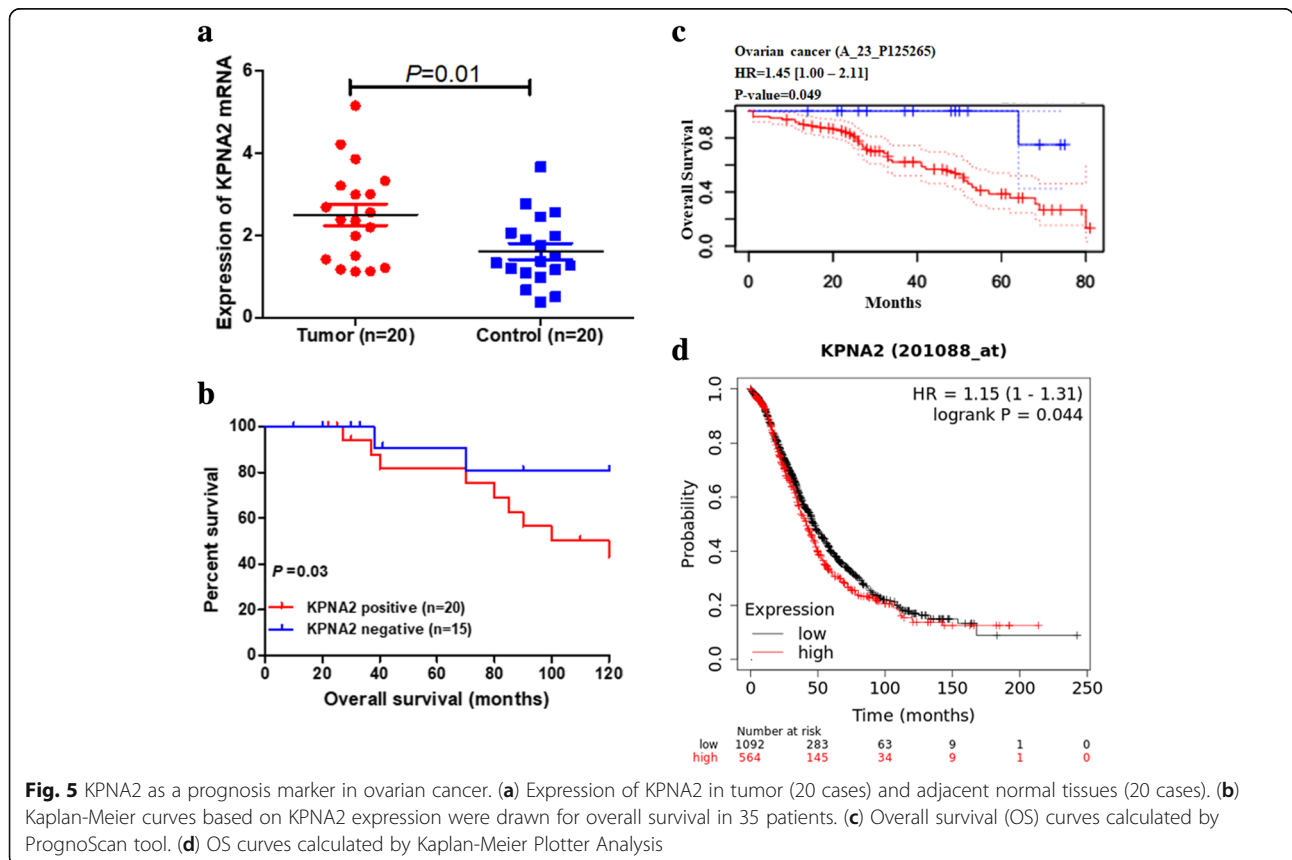 a
Expression of KPNA2 mRNA
6
4
2
0
P=0.01
Tumor (n=20)
Control (n=20)
b
Percent survival
100
80
60
40
20
0
P =0.03
KPNA2 positive (n=20)
KPNA2 negative (n=15)
0 20 40 60 80 100 120
Overall survival (months)
c
Ovarian cancer (A_23_P125265)
HR=1.45 [1.00 – 2.11]
P-value=0.049
Overall Survival
0.8
0.4
0.0
0 20 40 60 80
Months
d
KPNA2 (201088_at)
HR = 1.15 (1 - 1.31)
logrank P = 0.044
Probability
1.0
0.8
0.6
0.4
0.2
0.0
Expression
low
high
0 50 100 150 200 250
Time (months)
Number at risk
low 1092 283 63 9 1 0
high 564 145 34 9 1 0
Fig. 5 KPNA2 as a prognosis marker in ovarian cancer. (a) Expression of KPNA2 in tumor (20 cases) and adjacent normal tissues (20 cases). (b)
Kaplan-Meier curves based on KPNA2 expression were drawn for overall survival in 35 patients. (c) Overall survival (OS) curves calculated by
PrognoScan tool. (d) OS curves calculated by Kaplan-Meier Plotter Analysis